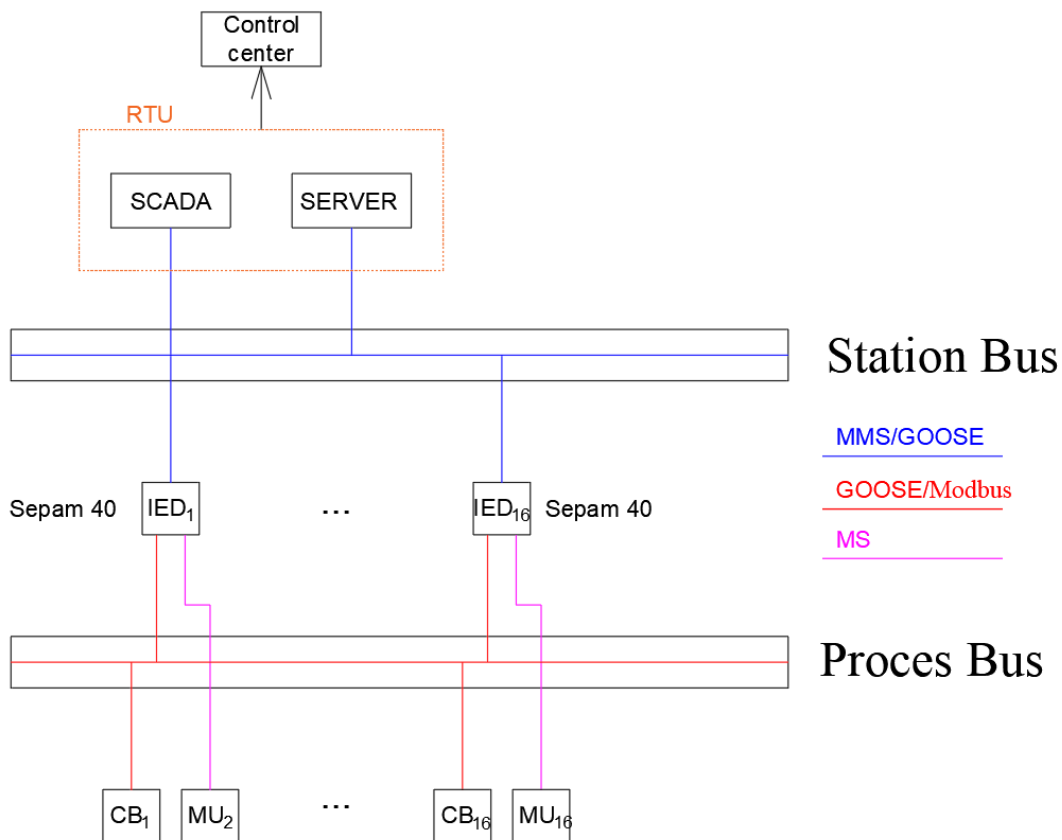 Control
center
RTU
SCADA
SERVER
Station Bus
MMS/GOOSE
GOOSE/Modbus
MS
Sepam 40
IED1
...
IED16
Sepam 40
Proces Bus
CB1
MU2
...
CB16
MU16